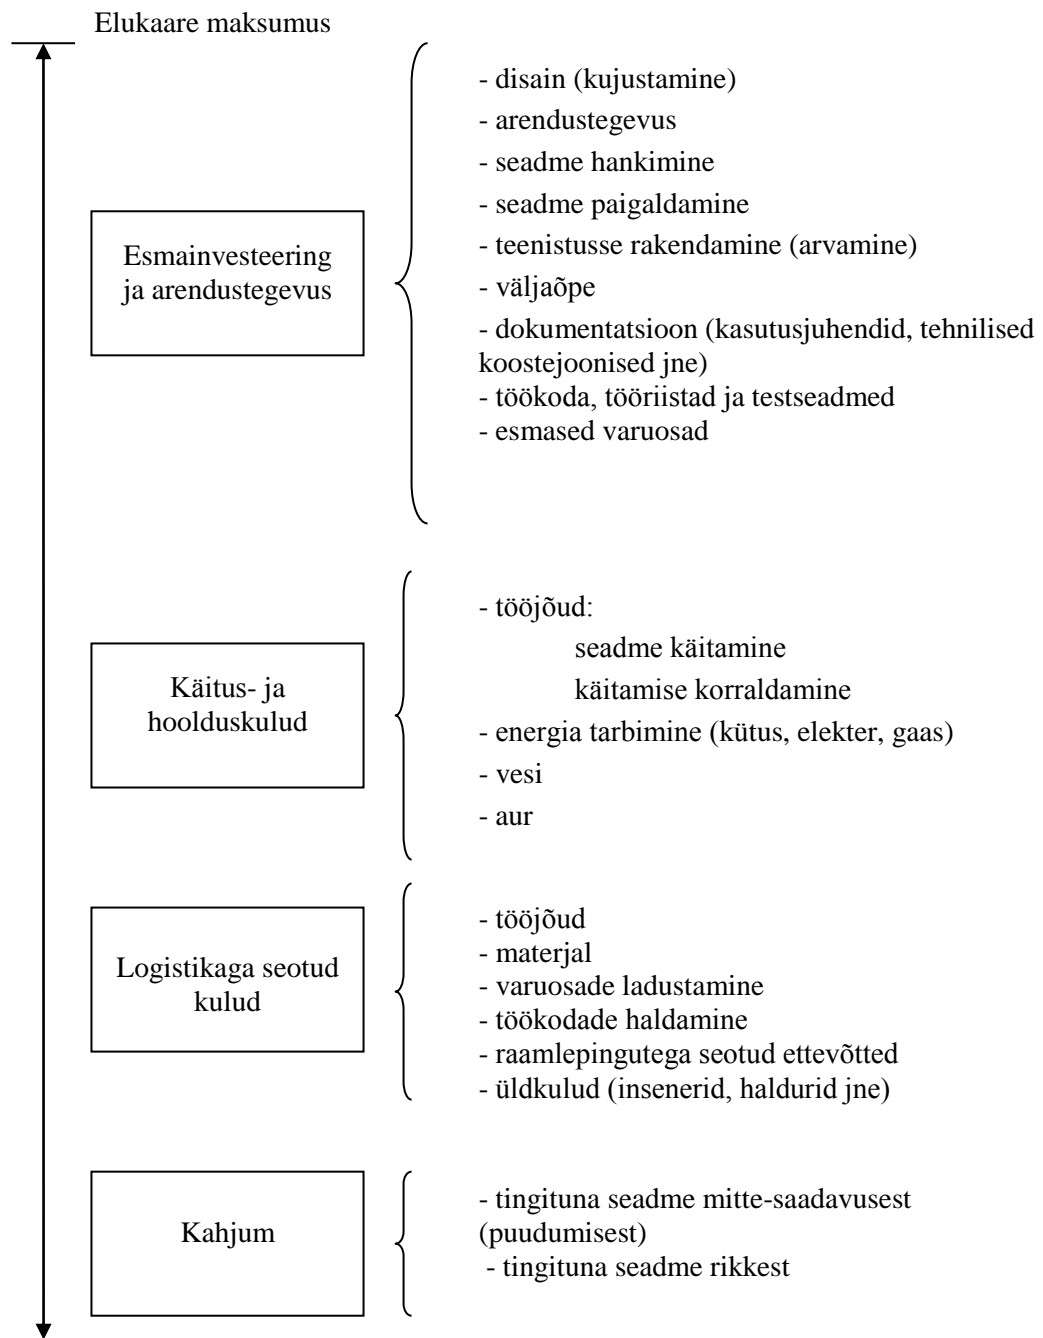 Elukaare maksumus
Esmainvesteering
ja arendustegevus
- disain (kujustamine)
- arendustegevus
- seadme hankimine
- seadme paigaldamine
- teenistusse rakendamine (arvamine)
- väljaõpe
- dokumentatsioon (kasutusjuhendid, tehnilised
koostejoonised jne)
- töökoda, tööriistad ja testseadmed
- esmased varuosad
Käitus- ja
hoolduskulud
- tööjõud:
seadme käitamine
käitamise korraldamine
- energia tarbimine (kütus, elekter, gaas)
- vesi
- aur
Logistikaga seotud
kulud
- tööjõud
- materjal
- varuosade ladustamine
- töökodade haldamine
- raamlepingutega seotud ettevõtted
- üldkulud (insenerid, haldurid jne)
Kahjum
- tingituna seadme mitte-saadavusest
(puudumisest)
- tingituna seadme rikkest